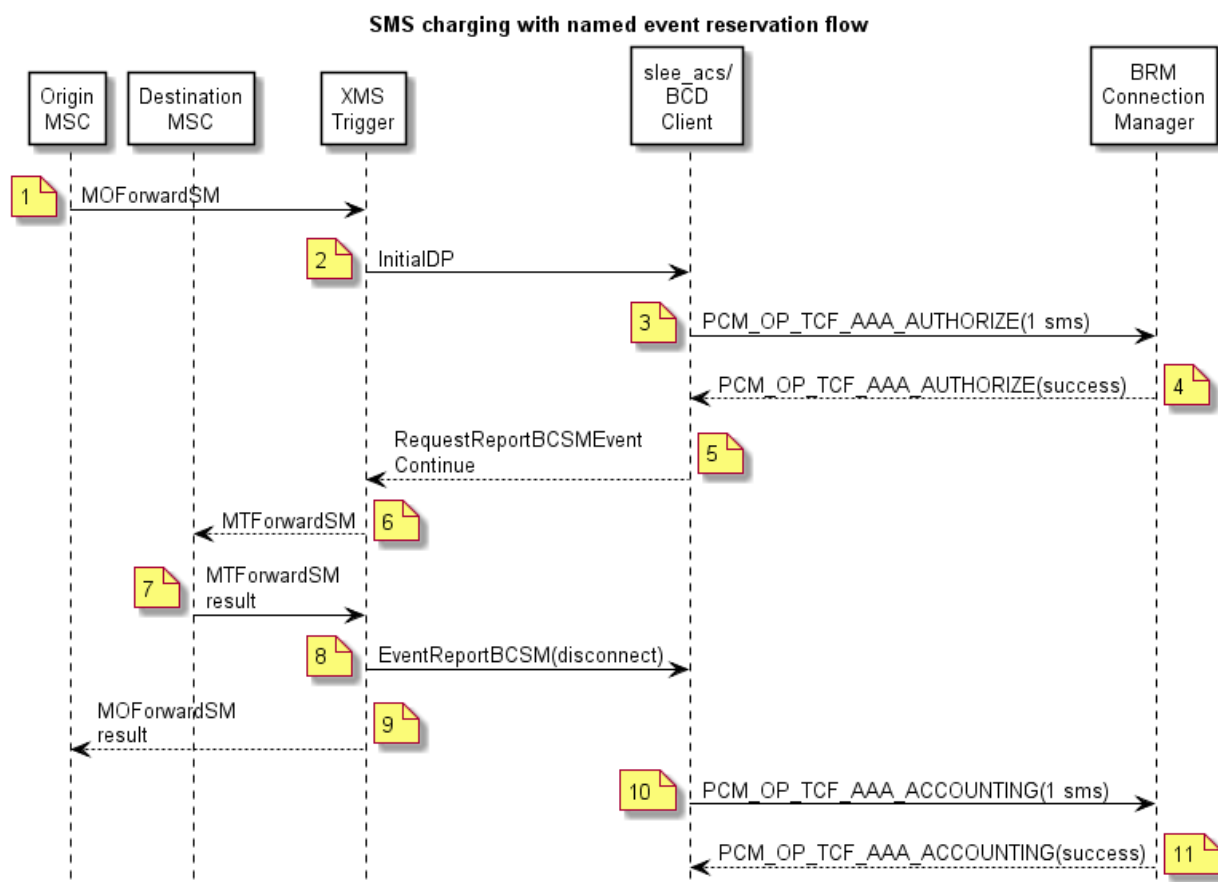 SMS charging with named event reservation flow
Origin
MSC
Destination
MSC
XMS
Trigger
slee_acs/
BCD
Client
BRM
Connection
Manager
1
MOForwardSM
2
InitialDP
3
PCM_OP_TCF_AAA_AUTHORIZE(1 sms)
PCM_OP_TCF_AAA_AUTHORIZE(success)
4
RequestReportBCSMEvent
Continue
5
MTForwardSM
6
7
MTForwardSM
result
8
EventReportBCSM(disconnect)
MOForwardSM
result
9
10
PCM_OP_TCF_AAA_ACCOUNTING(1 sms)
PCM_OP_TCF_AAA_ACCOUNTING(success)
11